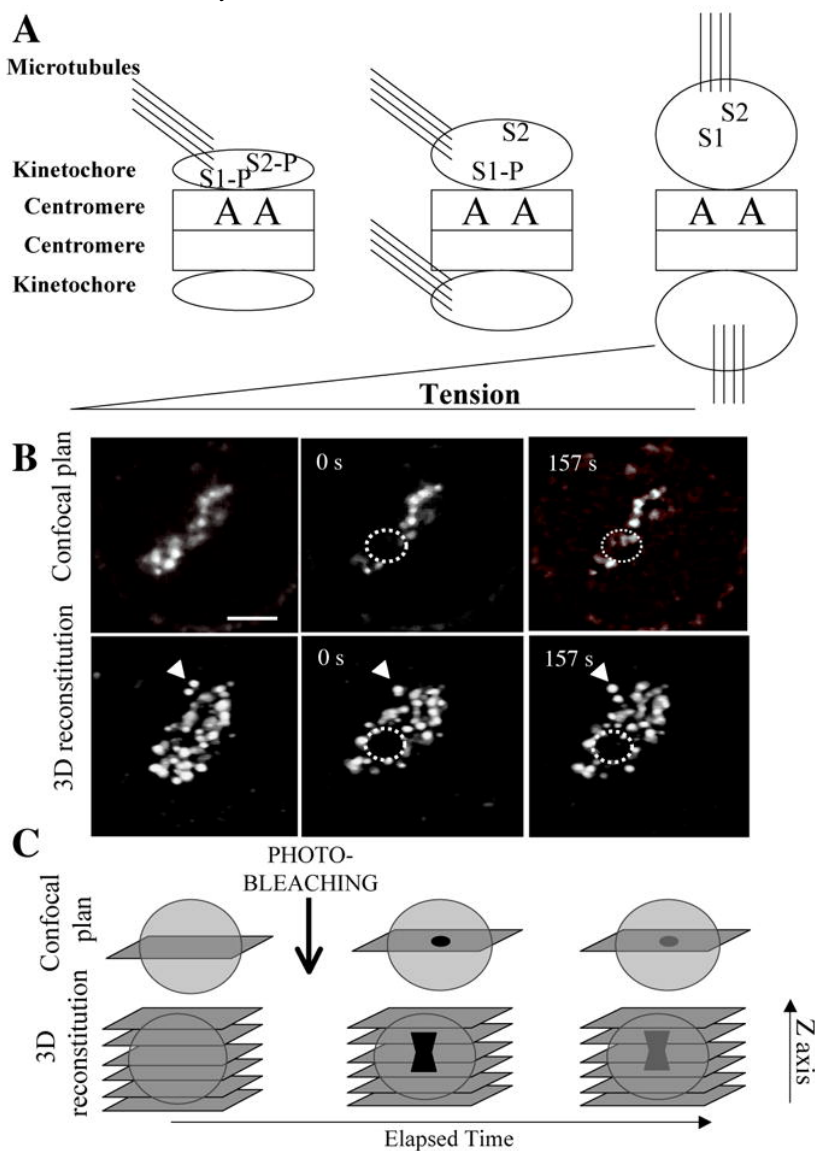 A
Microtubules
Kinetochore
Centromere
Centromere
Kinetochore
S2-P
S1-P
A A
S2
S1-P
A A
S2
S1
A A
Tension
B
Confocal plan
0 s
157 s
3D reconstitution
0 s
157 s
C
PHOTO-
BLEACHING
Confocal
plan
3D
reconstitution
Z axis
Elapsed Time